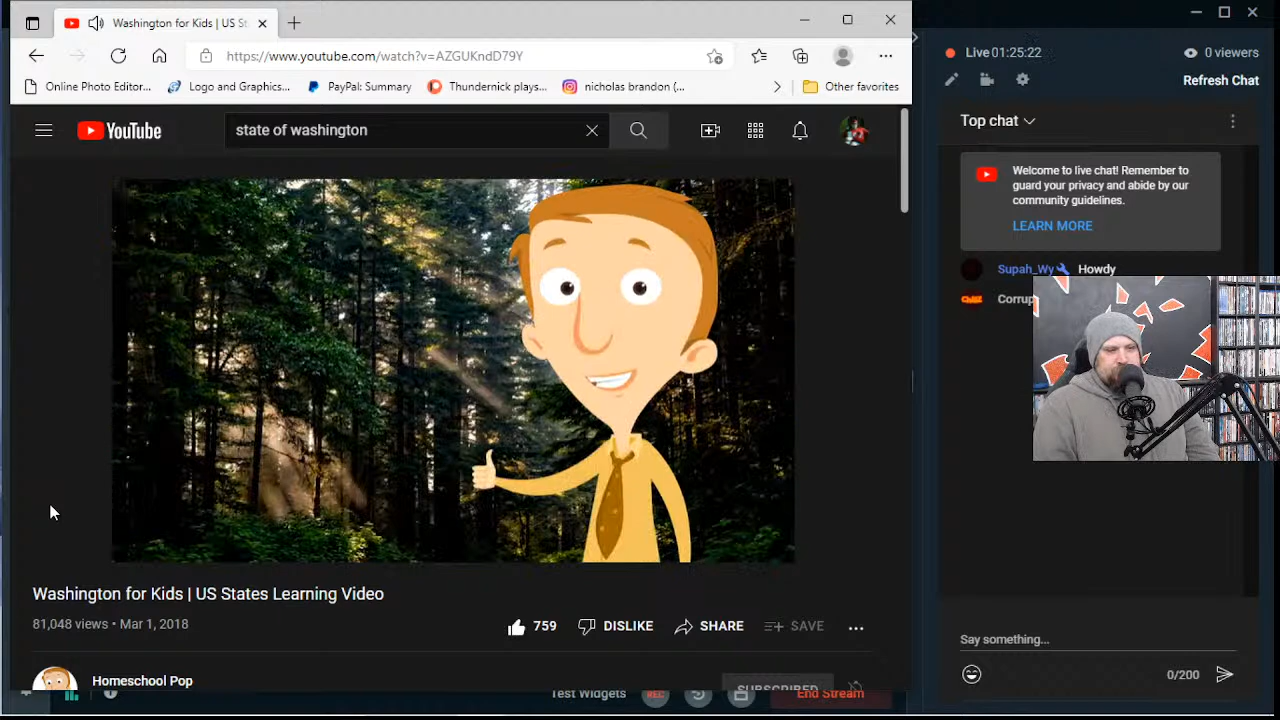 Washington for Kids | US St
https://www.youtube.com/watch?v=AZGUKndD79Y
Online Photo Editor...
Logo and Graphics...
PayPal: Summary
Thundernick plays...
nicholas brandon (...
Other favorites
YouTube
state of washington
Washington for Kids | US States Learning Video
81,048 views • Mar 1, 2018
759
DISLIKE
SHARE
SAVE
Homeschool Pop
SUBSCRIBED
Test Widgets
REC
End Stream
Live 01:25:22
0 viewers
Refresh Chat
Top chat
Welcome to live chat! Remember to
guard your privacy and abide by our
community guidelines.
LEARN MORE
Supah_Wy Howdy
Corrup
Say something...
0/200